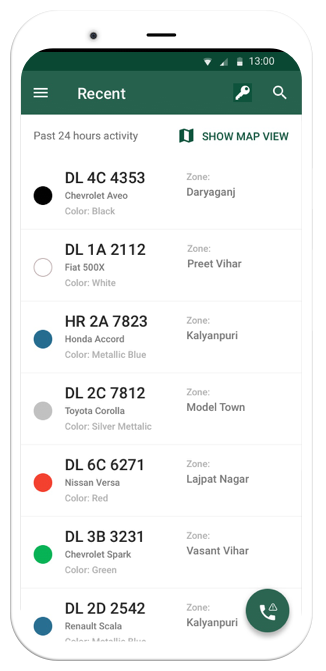 13:00
Recent
Past 24 hours activity
SHOW MAP VIEW
DL 4C 4353
Chevrolet Aveo
Color: Black
Zone:
Daryaganj
DL 1A 2112
Fiat 500X
Color: White
Zone:
Preet Vihar
HR 2A 7823
Honda Accord
Color: Metallic Blue
Zone:
Kalyanpuri
DL 2C 7812
Toyota Corolla
Color: Silver Mettalic
Zone:
Model Town
DL 6C 6271
Nissan Versa
Color: Red
Zone:
Lajpat Nagar
DL 3B 3231
Chevrolet Spark
Color: Green
Zone:
Vasant Vihar
DL 2D 2542
Renault Scala
Color: Metallic Blue
Zone:
Kalyanpuri